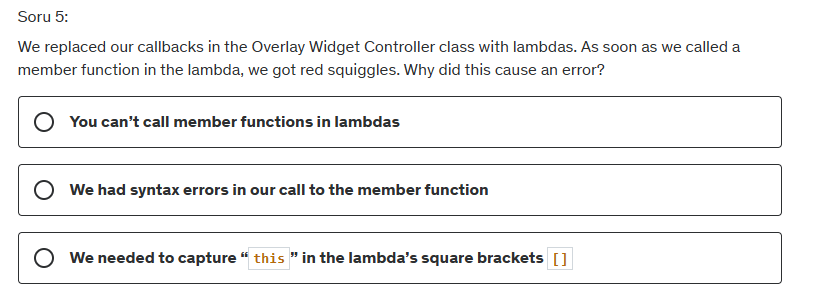 Soru 5:
We replaced our callbacks in the Overlay Widget Controller class with lambdas. As soon as we called a
member function in the lambda, we got red squiggles. Why did this cause an error?
You can’t call member functions in lambdas
We had syntax errors in our call to the member function
We needed to capture “this” in the lambda’s square brackets []